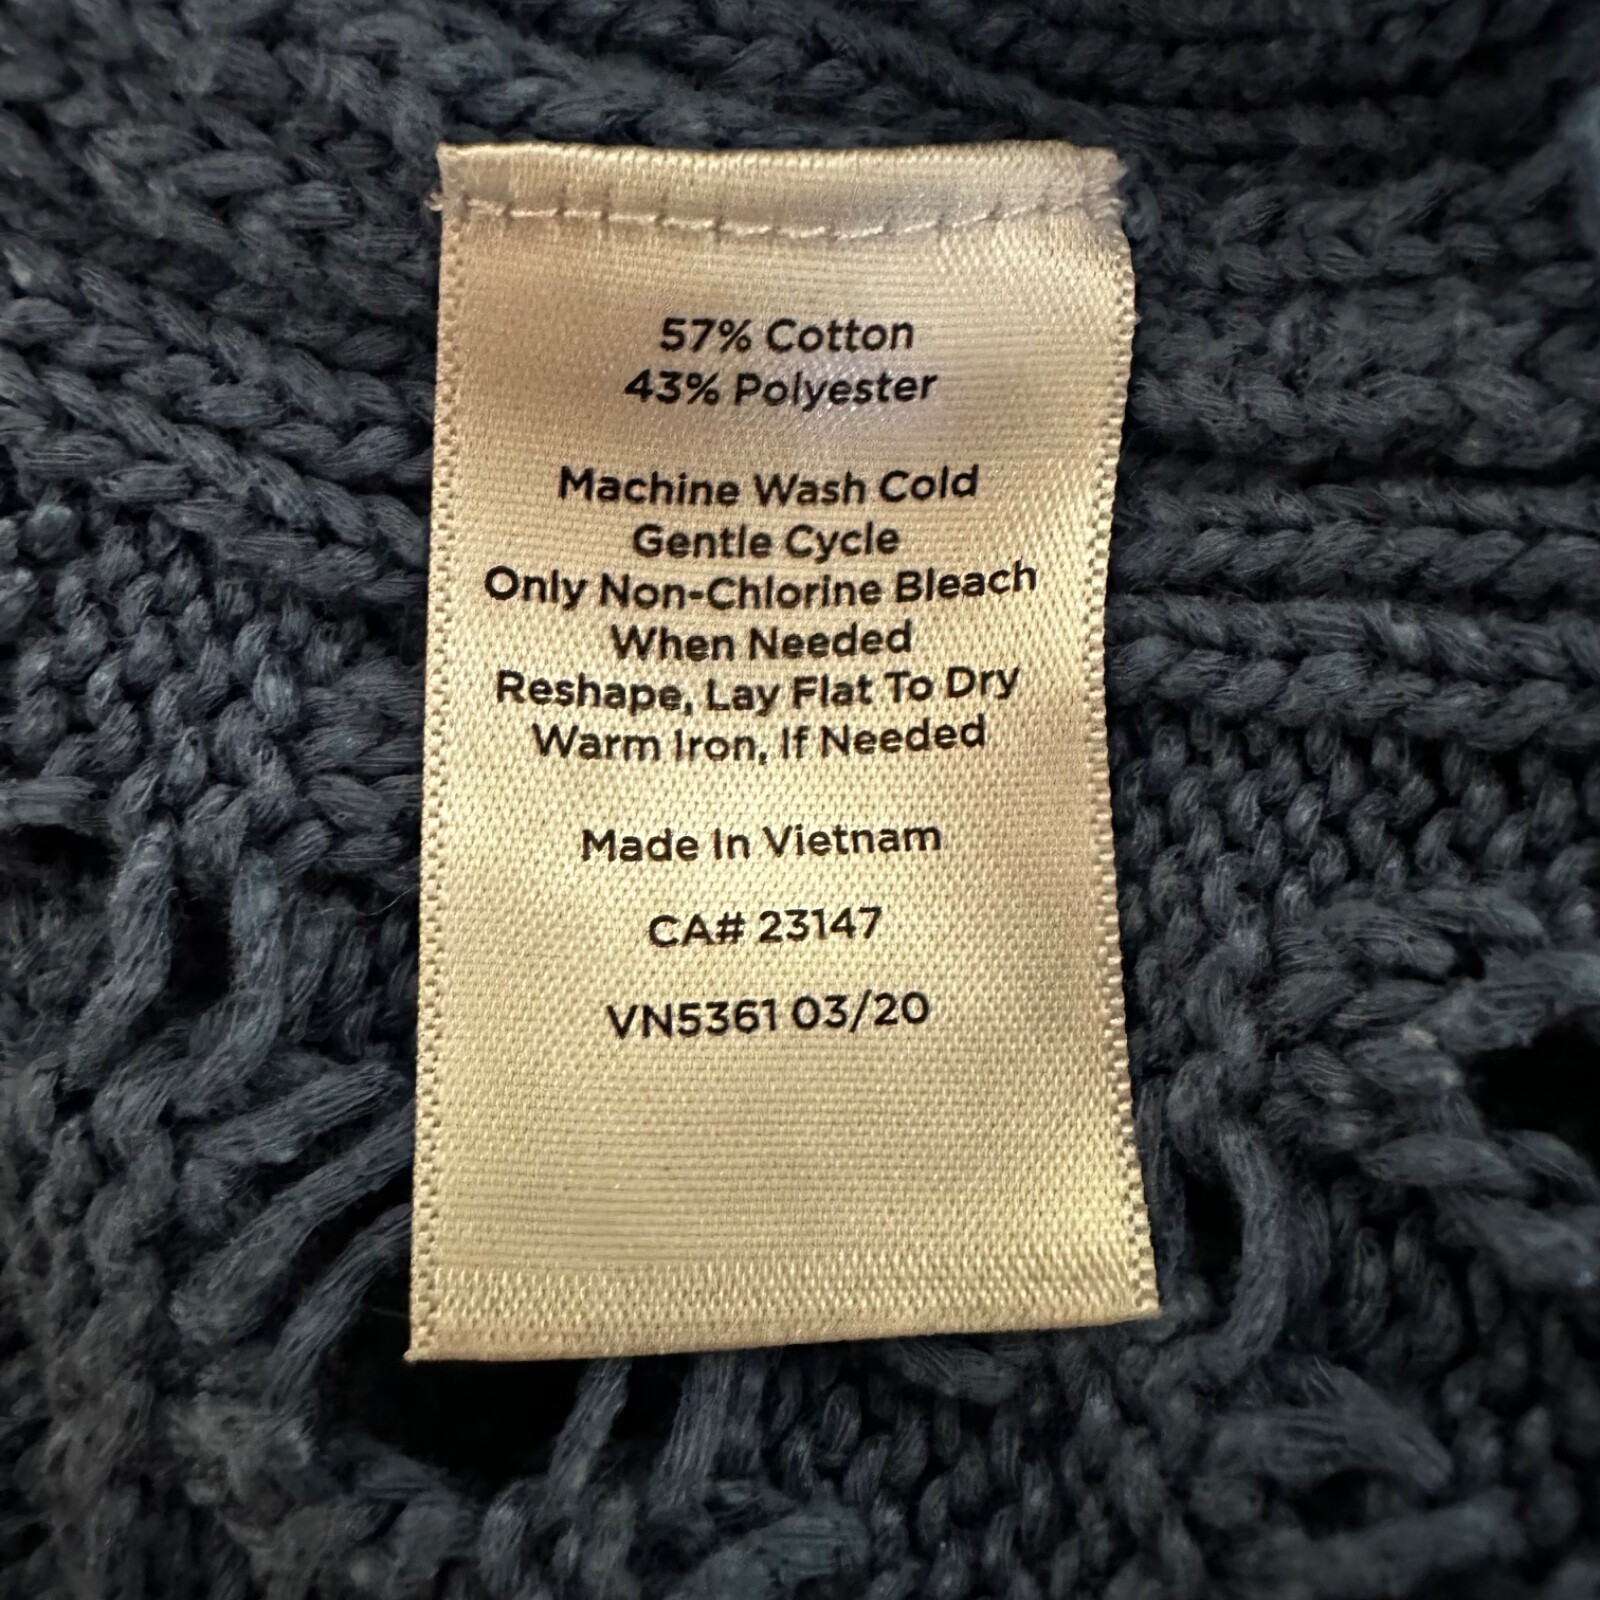 57% Cotton
43% Polyester
Machine Wash Cold
Gentle Cycle
Only Non-Chlorine Bleach
When Needed
Reshape, Lay Flat To Dry
Warm Iron, If Needed
Made In Vietnam
CA# 23147
VN5361 03/20